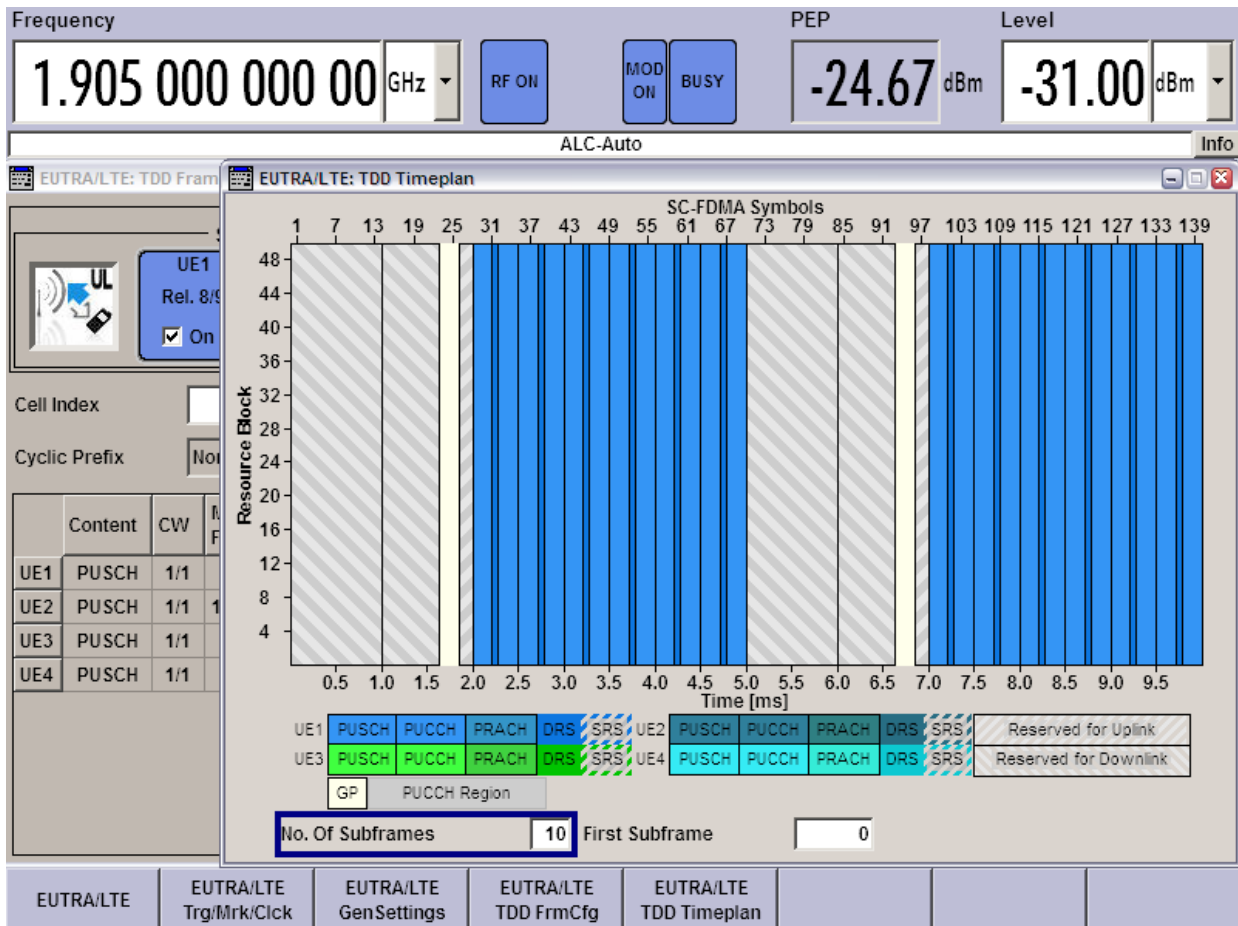 Frequency PEP Level
1.905 000 000 00 GHz RF ON MOD ON BUSY -24.67 dBm -31.00 dBm
ALC-Auto Info
EUTRA/LTE: TDD Fram EUTRA/LTE: TDD Timeplan
SC-FDMA Symbols
1 7 13 19 25 31 37 43 49 55 61 67 73 79 85 91 97 103 109 115 121 127 133 139
UL
UE1
Rel. 8/9
On
Cell Index
Cyclic Prefix Nor
Content CW
UE1 PUSCH 1/1
UE2 PUSCH 1/1 1
UE3 PUSCH 1/1
UE4 PUSCH 1/1
Resource Block
48
44
40
36
32
28
24
20
16
12
8
4
0.5 1.0 1.5 2.0 2.5 3.0 3.5 4.0 4.5 5.0 5.5 6.0 6.5 7.0 7.5 8.0 8.5 9.0 9.5
Time [ms]
UE1 PUSCH PUCCH PRACH DRS SRS UE2 PUSCH PUCCH PRACH DRS SRS Reserved for Uplink
UE3 PUSCH PUCCH PRACH DRS SRS UE4 PUSCH PUCCH PRACH DRS SRS Reserved for Downlink
GP PUCCH Region
No. Of Subframes 10 First Subframe 0
EUTRA/LTE
EUTRA/LTE Trg/Mrk/Clck
EUTRA/LTE GenSettings
EUTRA/LTE TDD FrmCfg
EUTRA/LTE TDD Timeplan